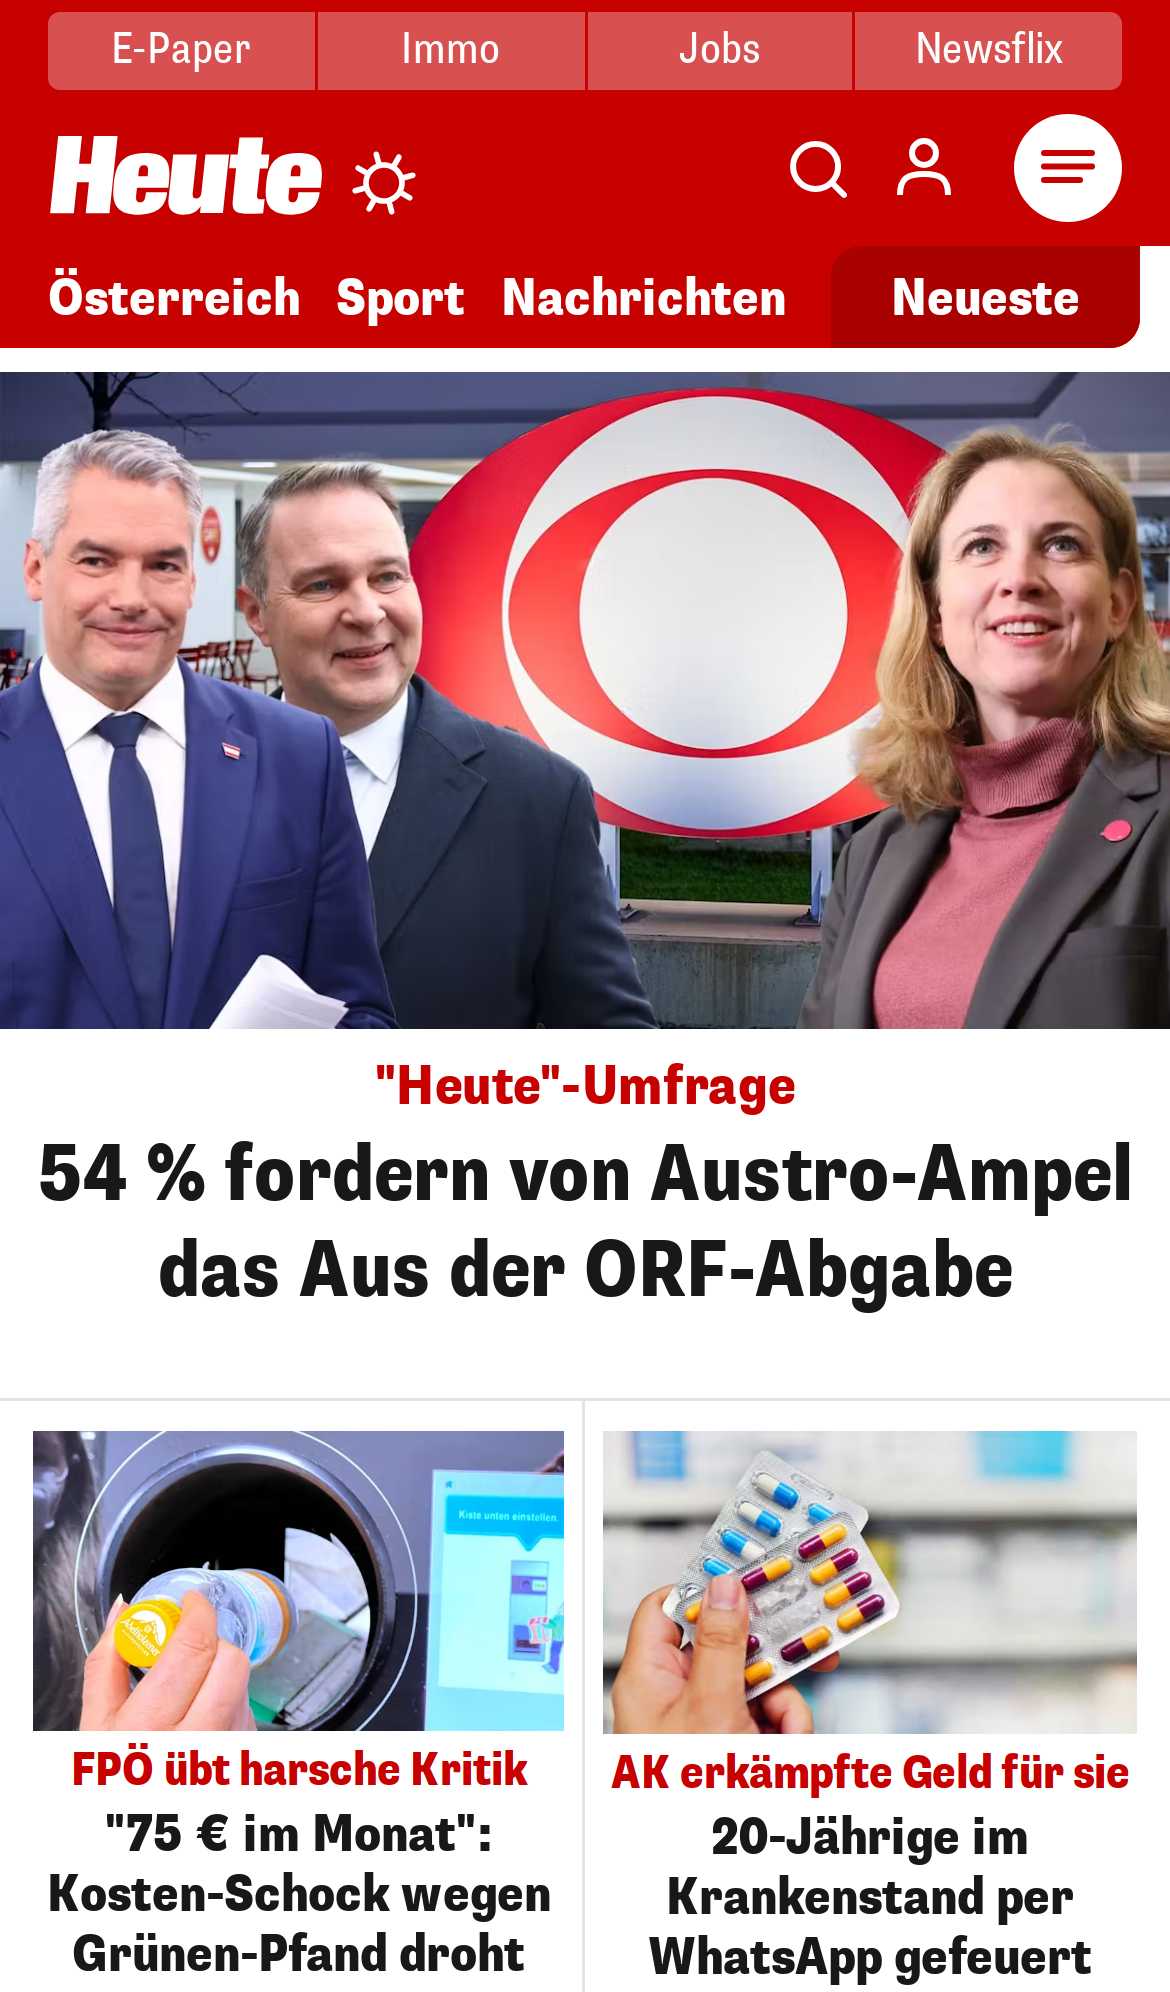 E-Paper
Immo
Jobs
Newsflix
Heute
Österreich
Sport
Nachrichten
Neueste
"Heute"-Umfrage
54 % fordern von Austro-Ampel
das Aus der ORF-Abgabe
Kiste unten einstellen
FPÖ übt harsche Kritik
"75 € im Monat":
Kosten-Schock wegen
Grünen-Pfand droht
AK erkämpfte Geld für sie
20-Jährige im
Krankenstand per
WhatsApp gefeuert